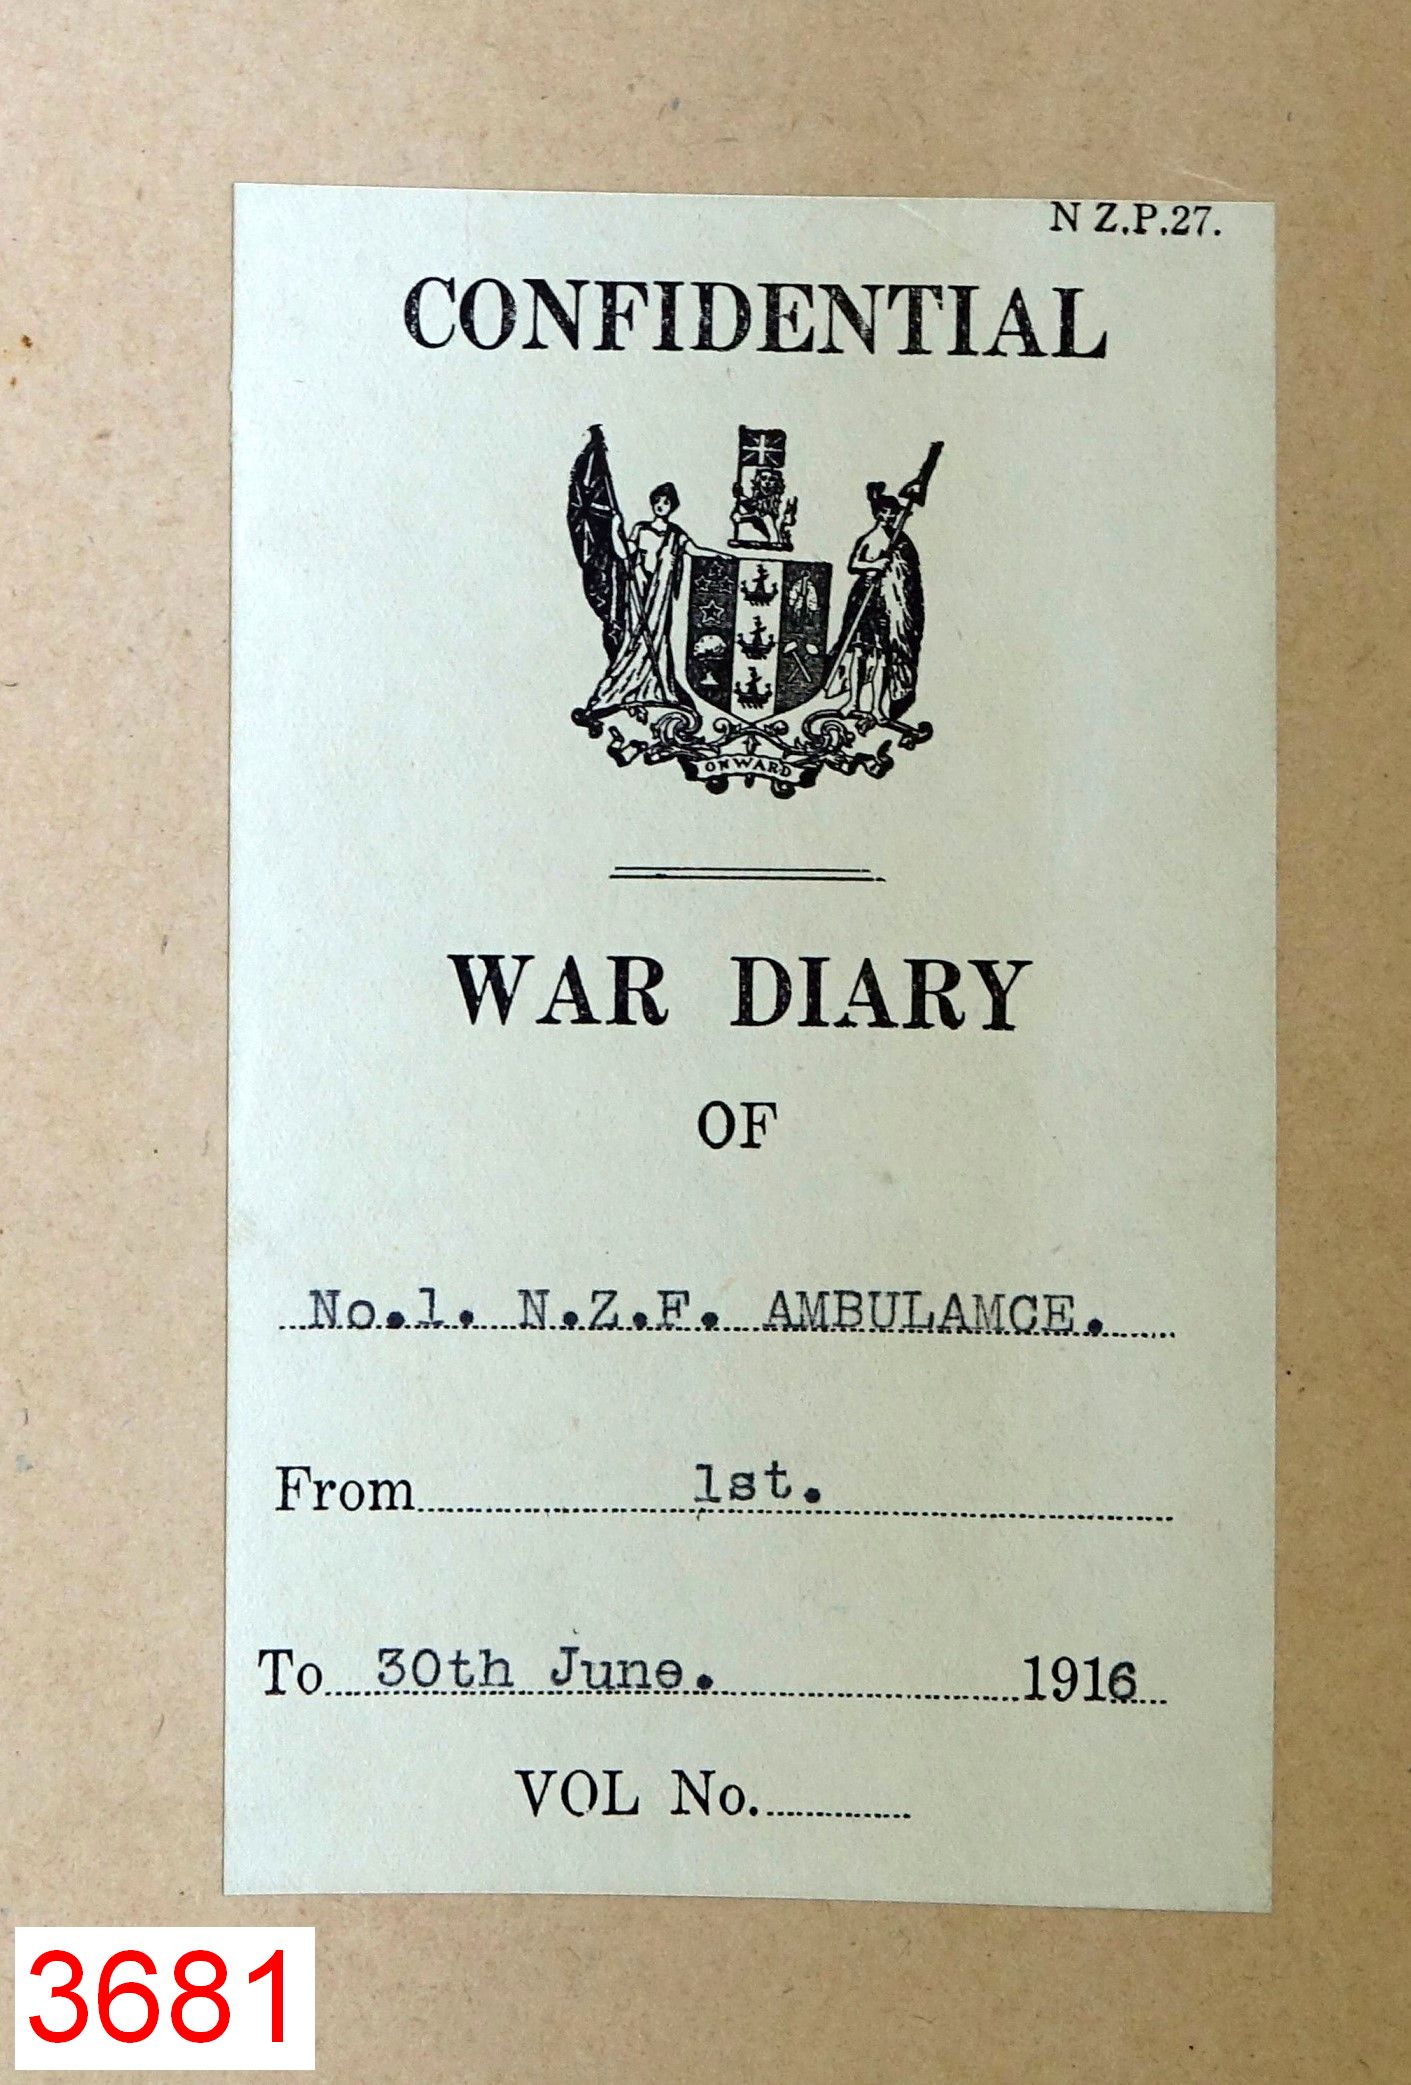 N Z.P.27.
CONFIDENTIAL
ONWARD
WAR DIARY
OF
No.1. N.Z.F. AMBULAMCE.
From 1st.
To 30th June. 1916
VOL No.
3681